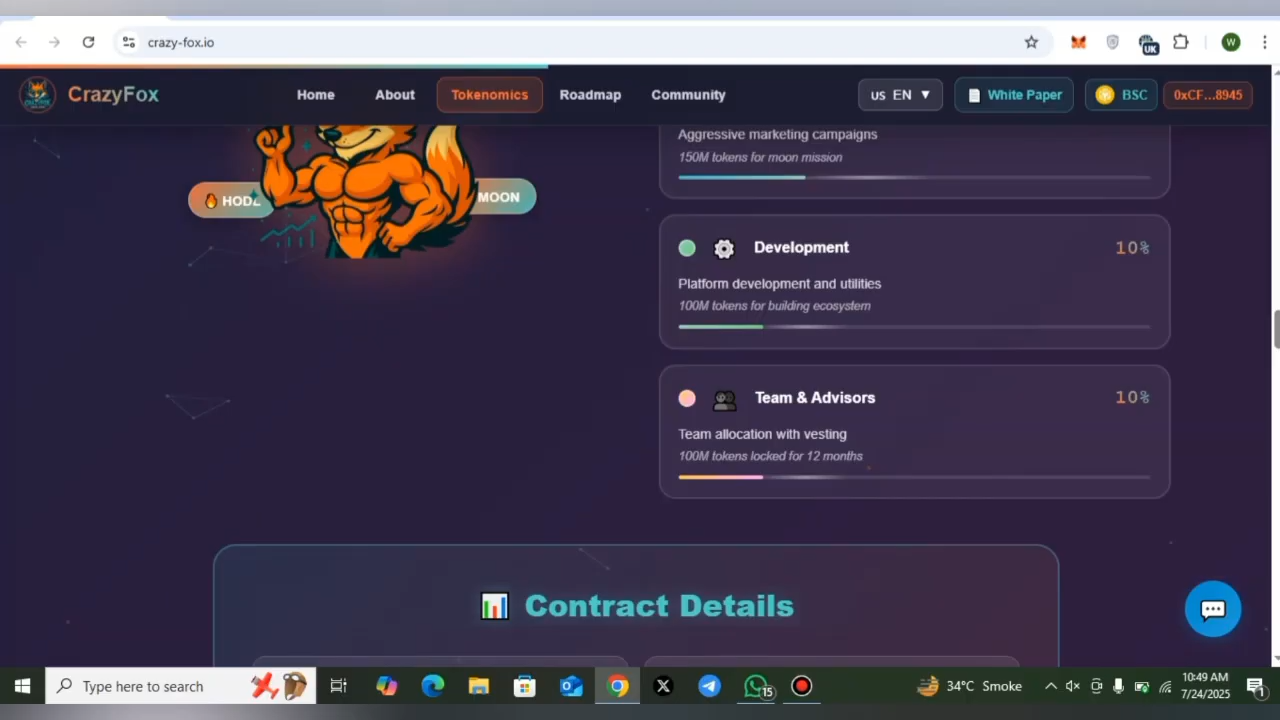 crazy-fox.io
UK
W
CrazyFox
Home
About
Tokenomics
Roadmap
Community
US EN ▼
White Paper
BSC
0xCF...8945
Aggressive marketing campaigns
150M tokens for moon mission
HODL
MOON
Development
10%
Platform development and utilities
100M tokens for building ecosystem
Team & Advisors
10%
Team allocation with vesting
100M tokens locked for 12 months
Contract Details
Type here to search
15
34°C Smoke
10:49 AM
7/24/2025
1